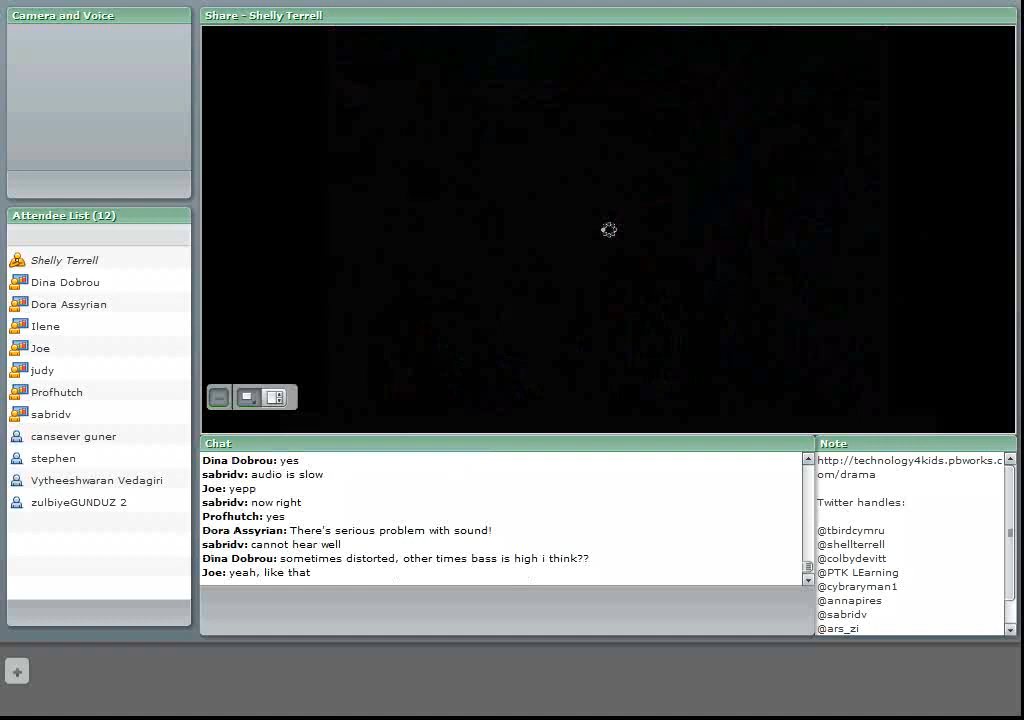 Camera and Voice
Share - Shelly Terrell
Attendee List (12)
Shelly Terrell
Dina Dobrou
Dora Assyrian
Ilene
Joe
judy
Profhutch
sabridv
cansever guner
stephen
Vytheeshwaran Vedagiri
zulbiyeGUNDUZ 2
Chat
Dina Dobrou: yes
sabridv: audio is slow
Joe: yepp
sabridv: now right
Profhutch: yes
Dora Assyrian: There's serious problem with sound!
sabridv: cannot hear well
Dina Dobrou: sometimes distorted, other times bass is high i think??
Joe: yeah, like that
Note
http://technology4kids.pbworks.c
om/drama
Twitter handles:
@tbirdcymru
@shellterrell
@colbydevitt
@PTK LEarning
@cybraryman1
@annapires
@sabridv
@ars_zi